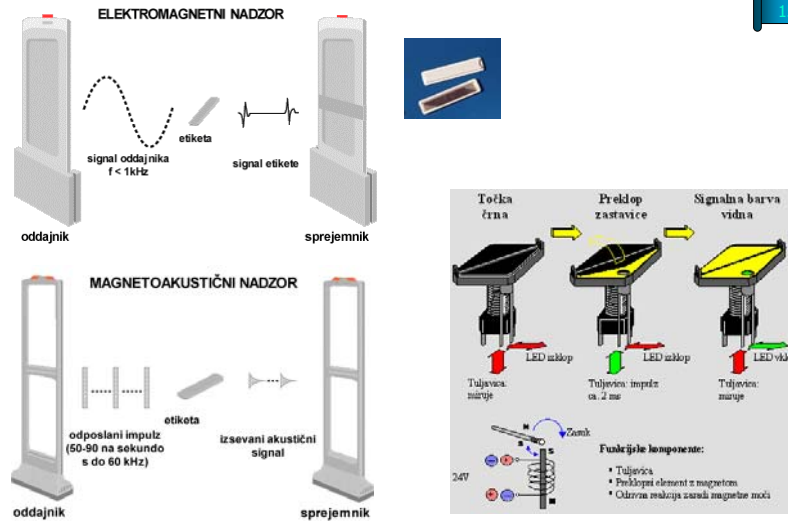 ELEKTROMAGNETNI NADZOR
signal oddajnika
f < 1kHz
etiketa
signal etikete
oddajnik
sprejemnik
MAGNETOAKUSTIČNI NADZOR
odposlani impulz
(50-90 na sekundo
s do 60 kHz)
etiketa
izsevani akustični
signal
oddajnik
sprejemnik
1
Točka
črna
Preklop
zastavice
Signalna barva
vidna
LED izklop
LED izklop
LED vkl
Tuljavica:
miruje
Tuljavica: impulz
ca. 2 ms
Tuljavica:
miruje
N
Zasuk
S
S
24V
N
Funkcijske komponente:
* Tuljavica
* Preklopni element z magnetom
* Odrivna reakcija zaradi magnetne moči